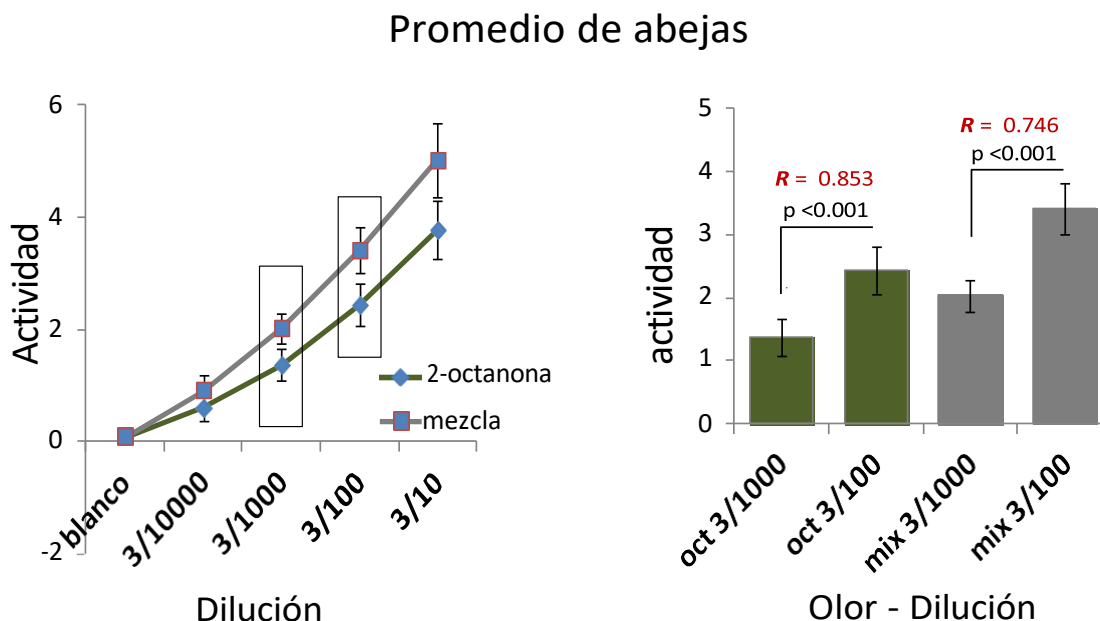 Promedio de abejas
6
4
2
0
-2
Actividad
2-octanona
mezcla
blanco
3/10000
3/1000
3/100
3/10
Dilución
5
4
3
2
1
0
actividad
R = 0.853
p <0.001
R = 0.746
p <0.001
oct 3/1000
oct 3/100
mix 3/1000
mix 3/100
Olor - Dilución